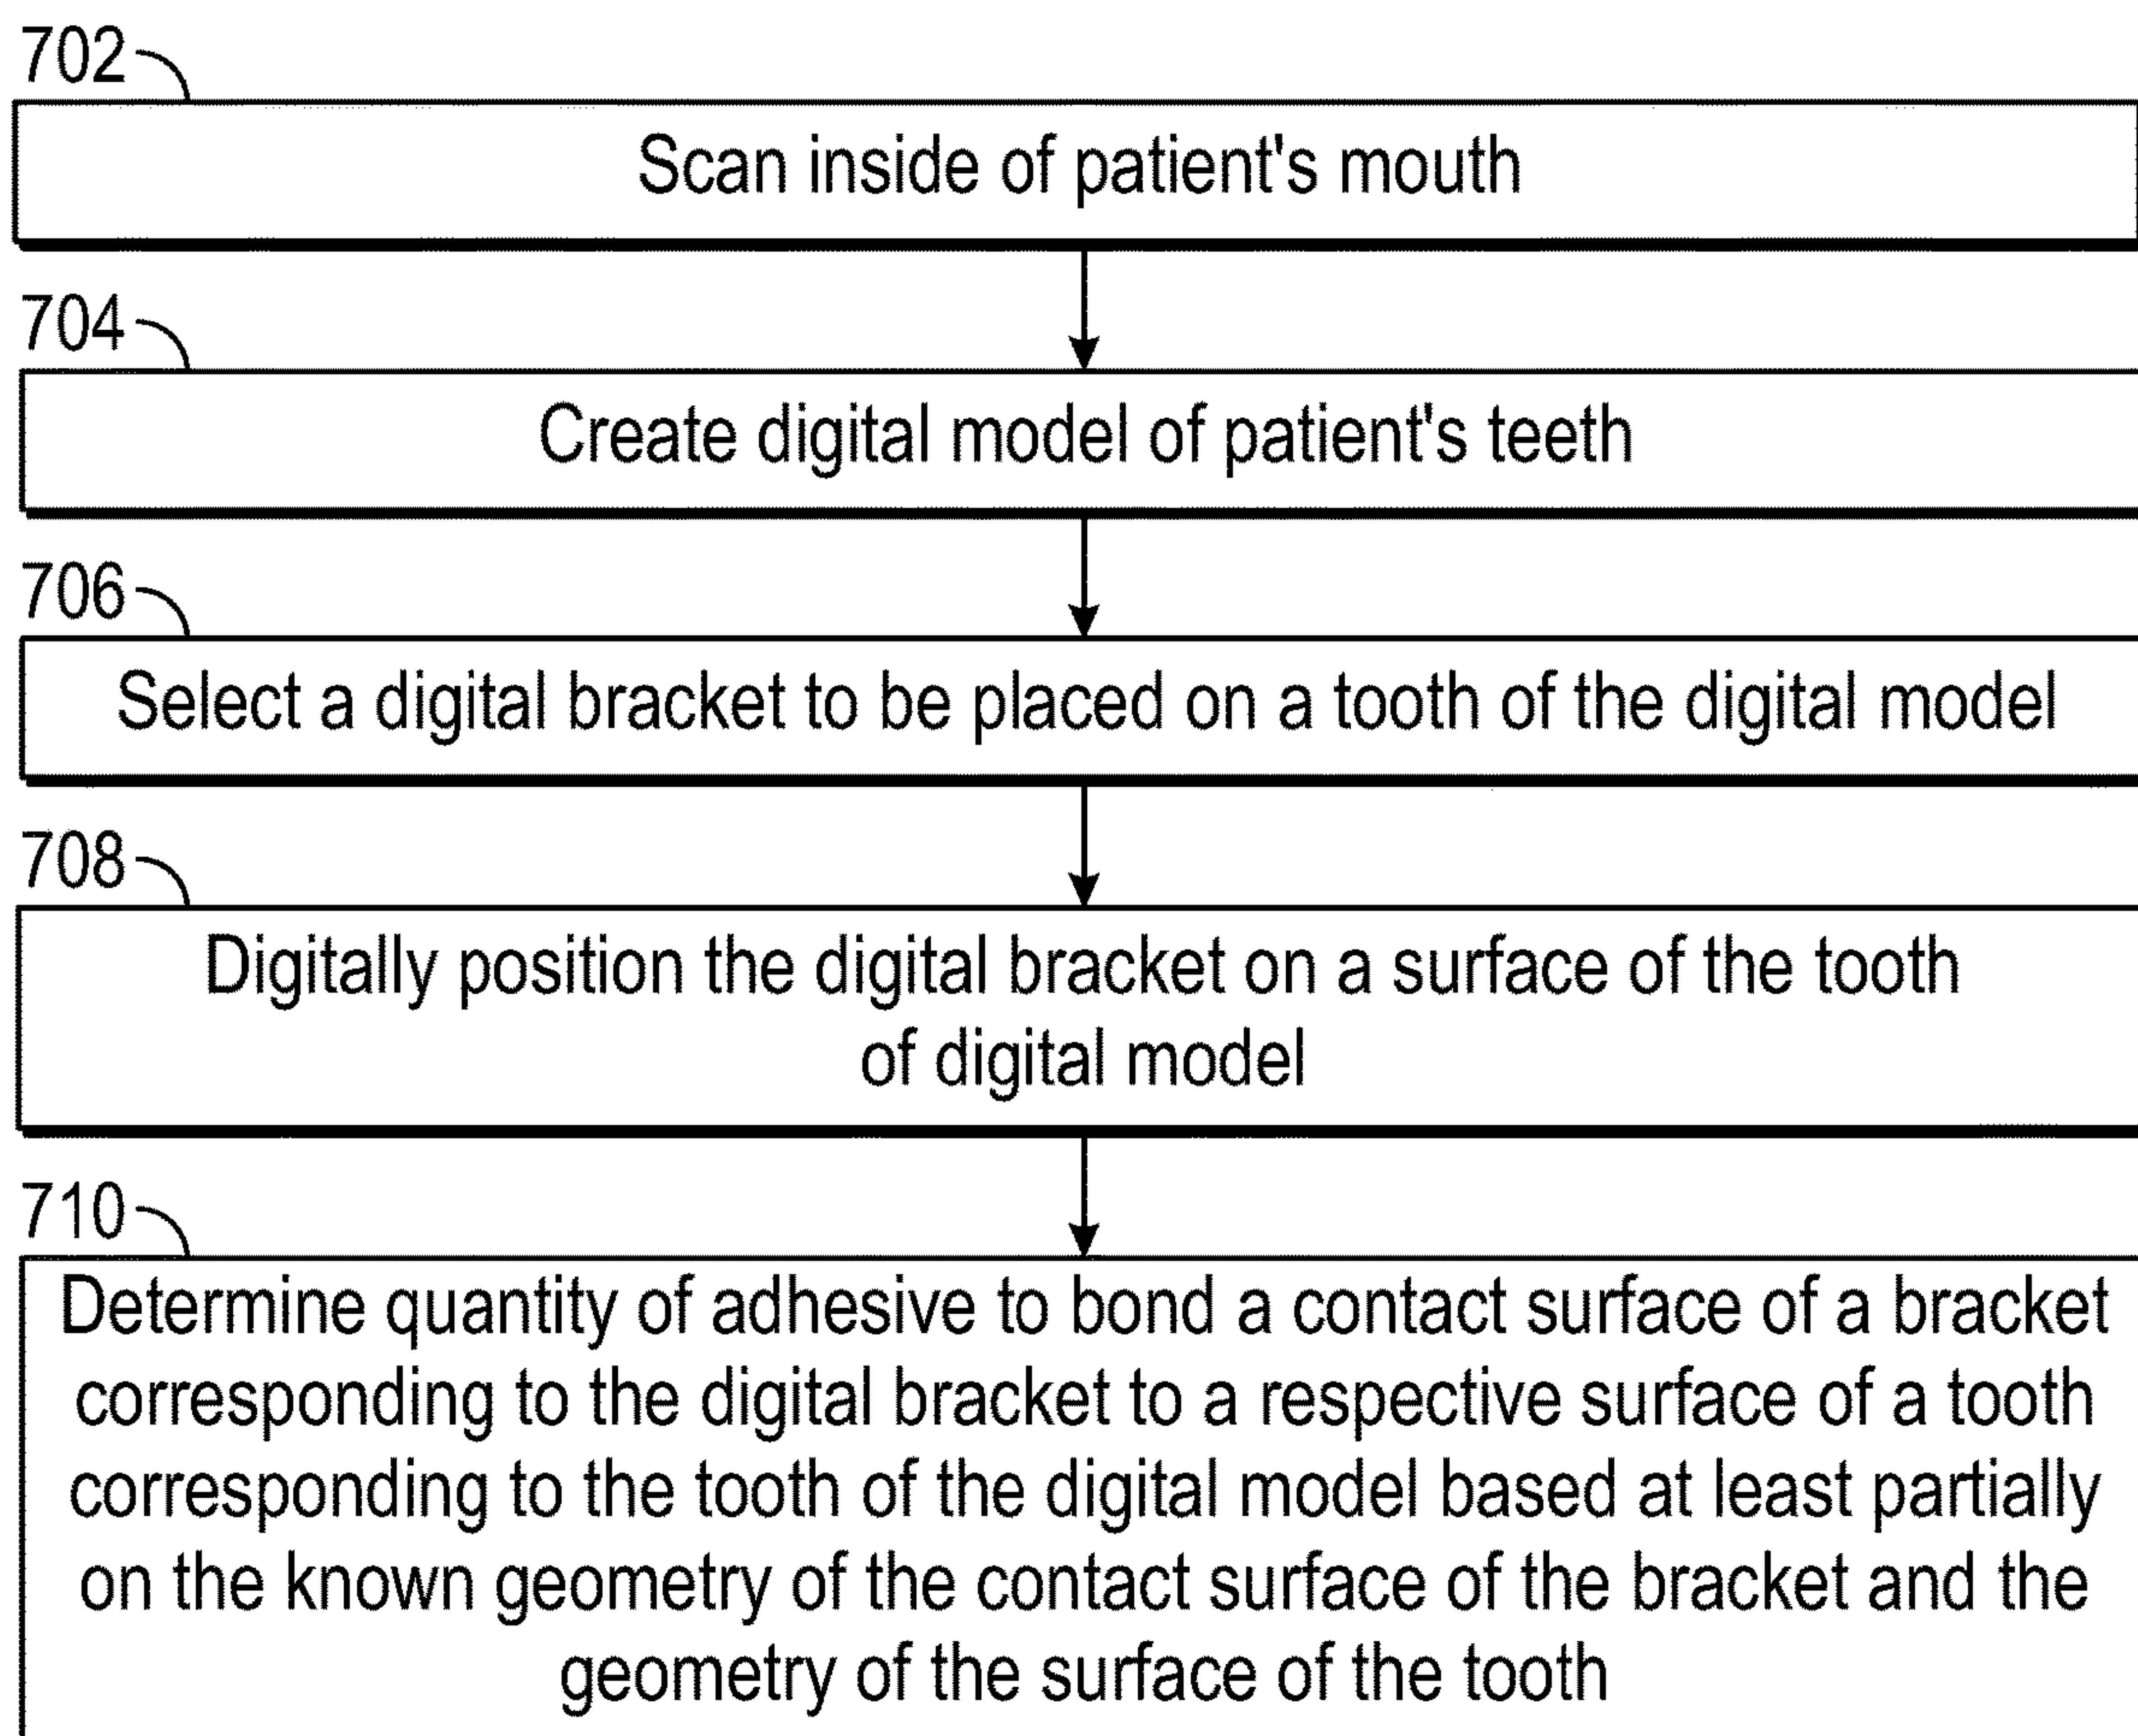 702
Scan inside of patient's mouth
704
Create digital model of patient's teeth
706
Select a digital bracket to be placed on a tooth of the digital model
708
Digitally position the digital bracket on a surface of the tooth
of digital model
710
Determine quantity of adhesive to bond a contact surface of a bracket
corresponding to the digital bracket to a respective surface of a tooth
corresponding to the tooth of the digital model based at least partially
on the known geometry of the contact surface of the bracket and the
geometry of the surface of the tooth